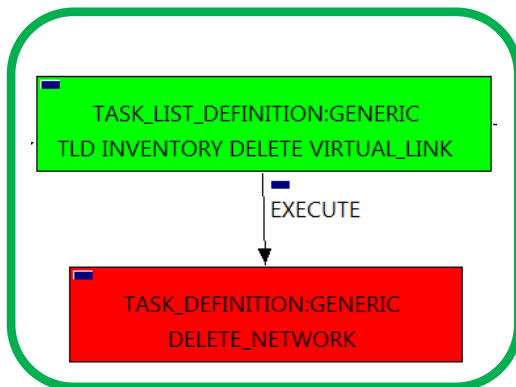 TASK_LIST_DEFINITION:GENERIC
TLD INVENTORY DELETE VIRTUAL_LINK
EXECUTE
TASK_DEFINITION:GENERIC
DELETE_NETWORK